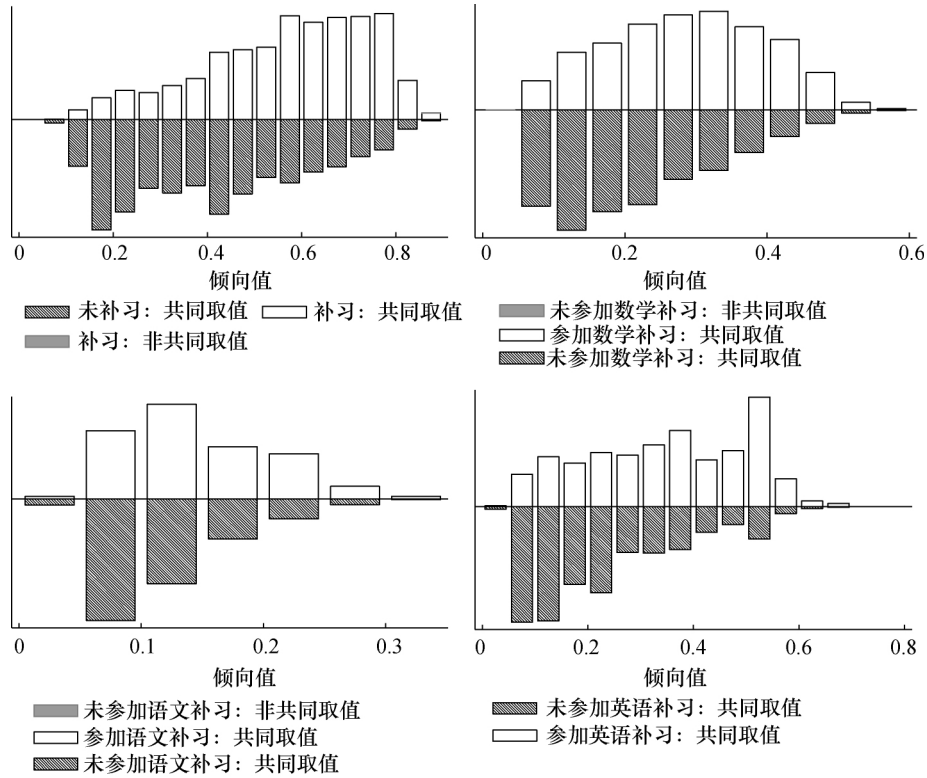 0 0.2 0.4 0.6 0.8
倾向值
未补习：共同取值 补习：共同取值
补习：非共同取值
0 0.2 0.4 0.6
倾向值
未参加数学补习：非共同取值
参加数学补习：共同取值
未参加数学补习：共同取值
0 0.1 0.2 0.3
倾向值
未参加语文补习：非共同取值
参加语文补习：共同取值
未参加语文补习：共同取值
0 0.2 0.4 0.6 0.8
倾向值
未参加英语补习：共同取值
参加英语补习：共同取值